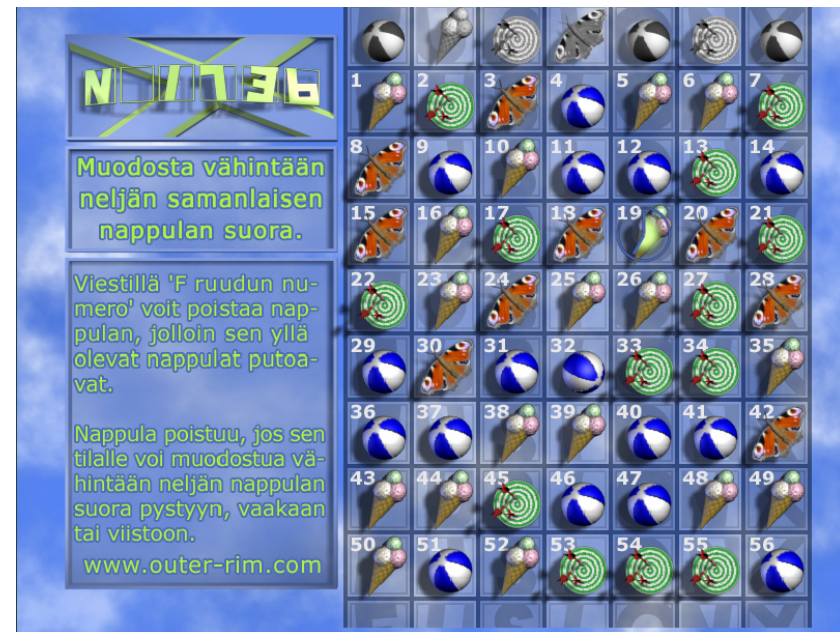 Muodosta vähintään
neljän samanlaisen
nappulan suora.
Viestillä 'F ruudun nu-
mero' voit poistaa nap-
pulan, jolloin sen yllä
olevat nappulat putoa-
vat.
Nappula poistuu, jos sen
tilalle voi muodostua vä-
hintään neljän nappulan
suora pystyyn, vaakaan
tai viistoon.
www.outer-rim.com
1 2 3 4 5 6 7
8 9 10 11 12 13 14
15 16 17 18 19 20 21
22 23 24 25 26 27 28
29 30 31 32 33 34 35
36 37 38 39 40 41 42
43 44 45 46 47 48 49
50 51 52 53 54 55 56